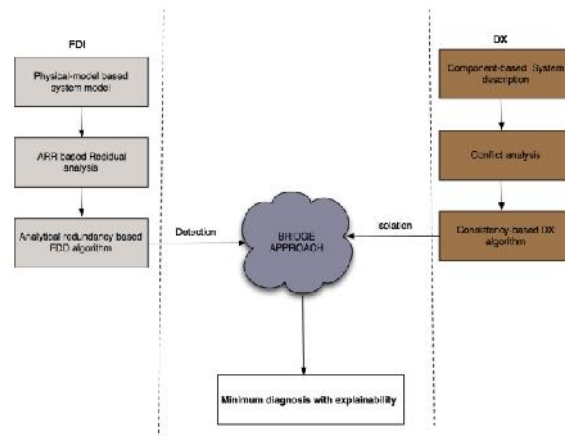 FDI
Physical-model based
system model
ARR based Residual
analysis
Analytical redundancy based
FDD algorithm
Detection
BRIDGE
APPROACH
Minimum diagnosis with explainability
DX
Component-based System
description
Conflict analysis
Consistency-based DX
algorithm
solation